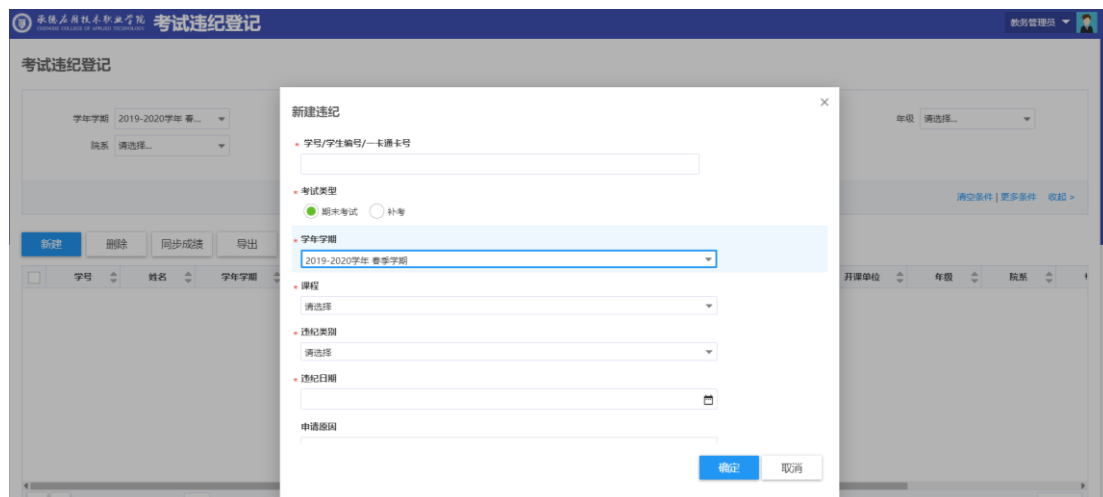 承德应用技术职业学院 考试违纪登记 教务管理员
CHENGDE COLLEGE OF APPLIED TECHNOLOGY
考试违纪登记
新建违纪
×
学年学期 2019-2020学年 春... 年级 请选择...
* 学号/学生编号/一卡通卡号
院系 请选择...
* 考试类型
清空条件 | 更多条件 收起 >
期末考试 补考
* 学年学期
新建 删除 同步成绩 导出
2019-2020学年 春季学期
学号 姓名 学年学期 开课单位 年级 院系
* 课程
请选择
* 违纪类别
请选择
* 违纪日期
申请原因
确定 取消